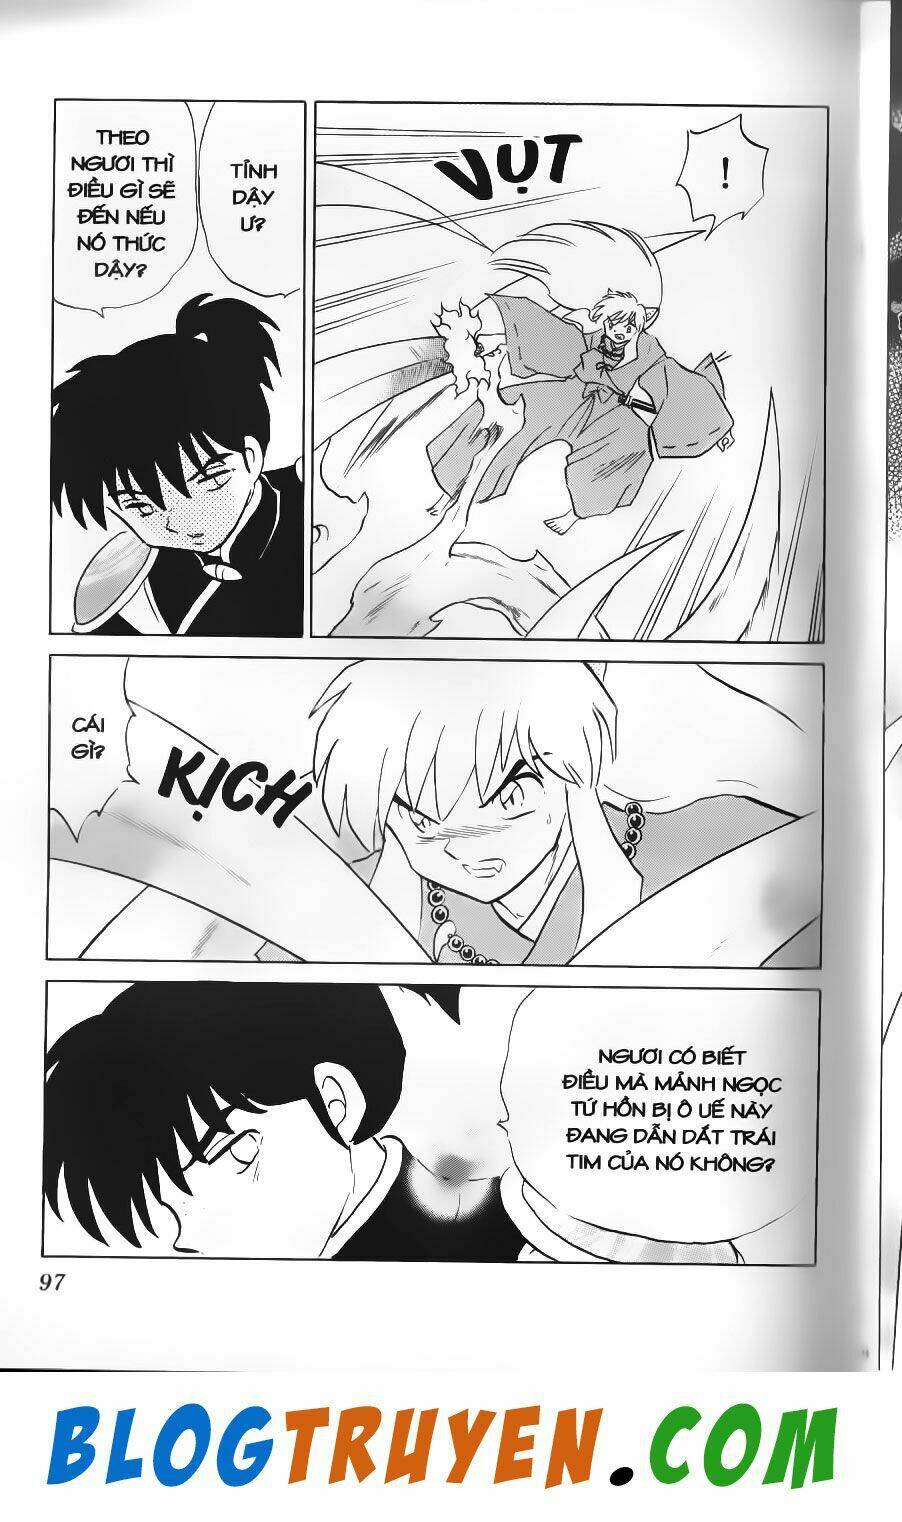 THEO
NGƯƠI THÌ
ĐIỀU GÌ SẼ
ĐẾN NẾU
NÓ THỨC
DẬY?
TỈNH
DẬY
Ư?
VỤT
!
CÁI
GÌ?
KỊCH
NGƯƠI CÓ BIẾT
ĐIỀU MÀ MẢNH NGỌC
TỨ HỒN BỊ Ô UẾ NÀY
ĐANG DẪN DẮT TRÁI
TIM CỦA NÓ KHÔNG?
97
BLOGTRUYEN.COM